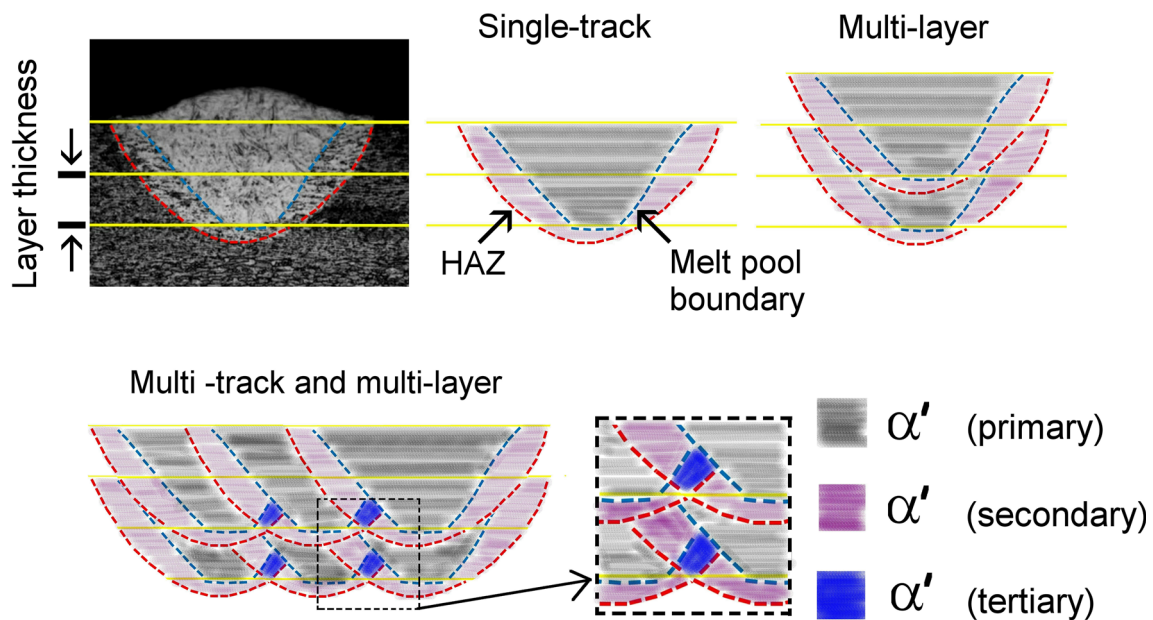 Single-track
Multi-layer
Layer thickness
HAZ
Melt pool
boundary
Multi -track and multi-layer
α' (primary)
α' (secondary)
α' (tertiary)